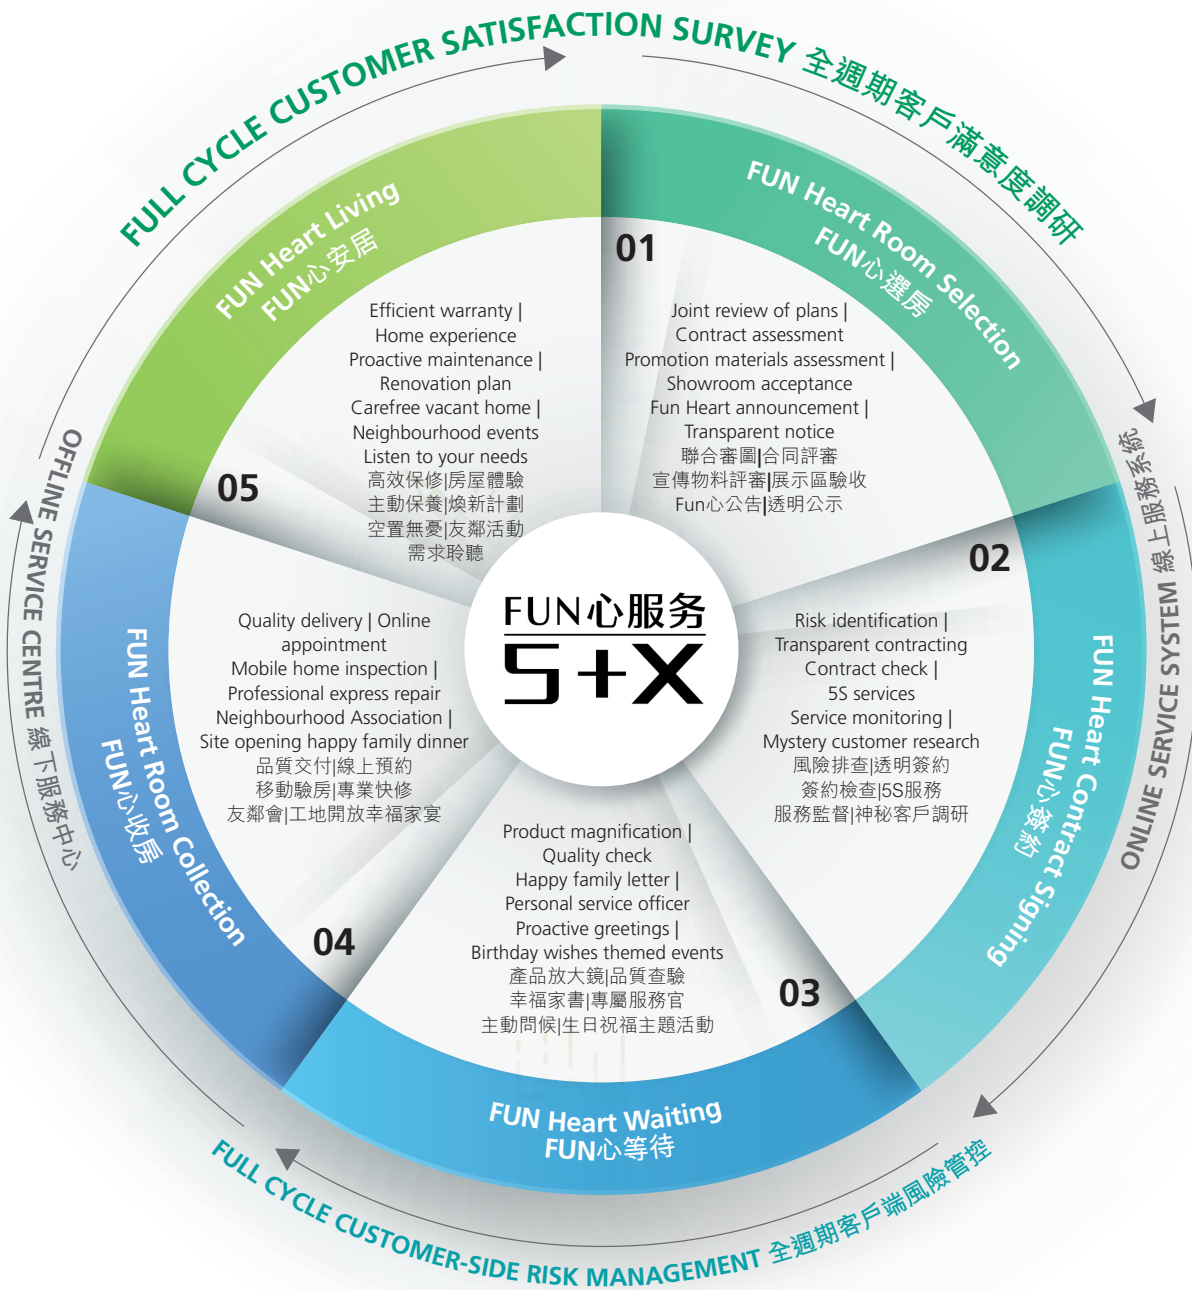 FULL CYCLE CUSTOMER SATISFACTION SURVEY 全週期客戶滿意度調研
FUN Heart Room Selection
FUN心選房
01
Joint review of plans |
Contract assessment
Promotion materials assessment |
Showroom acceptance
Fun Heart announcement |
Transparent notice
聯合審圖|合同評審
宣傳物料評審|展示區驗收
Fun心公告|透明公示
ONLINE SERVICE SYSTEM 線上服務系統
FUN Heart Contract Signing
FUN心簽約
02
Risk identification |
Transparent contracting
Contract check |
5S services
Service monitoring |
Mystery customer research
風險排查|透明簽約
簽約檢查|5S服務
服務監督|神秘客戶調研
FUN Heart Waiting
FUN心等待
03
Product magnification |
Quality check
Happy family letter |
Personal service officer
Proactive greetings |
Birthday wishes themed events
產品放大鏡|品質查驗
幸福家書|專屬服務官
主動問候|生日祝福主題活動
FULL CYCLE CUSTOMER-SIDE RISK MANAGEMENT 全週期客戶端風險管控
FUN Heart Room Collection
FUN心收房
04
Quality delivery | Online
appointment
Mobile home inspection |
Professional express repair
Neighbourhood Association |
Site opening happy family dinner
品質交付|線上預約
移動驗房|專業快修
友鄰會|工地開放幸福家宴
OFFLINE SERVICE CENTRE 線下服務中心
FUN Heart Living
FUN心安居
05
Efficient warranty |
Home experience
Proactive maintenance |
Renovation plan
Carefree vacant home |
Neighbourhood events
Listen to your needs
高效保修|房屋體驗
主動保養|煥新計劃
空置無憂|友鄰活動
需求聆聽
FUN心服务
5+X